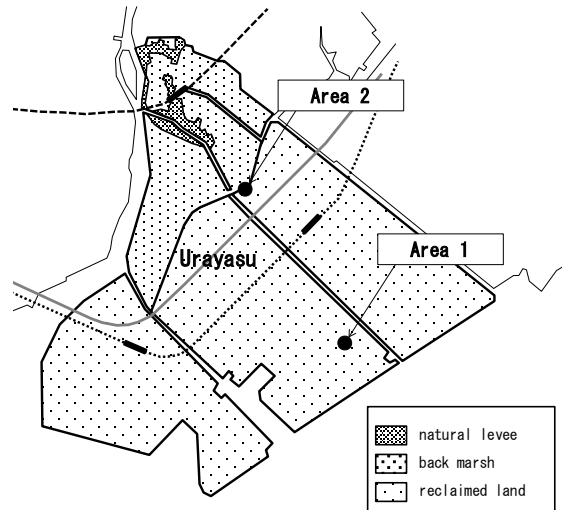 Area 2
Urayasu
Area 1
natural levee
back marsh
reclaimed land